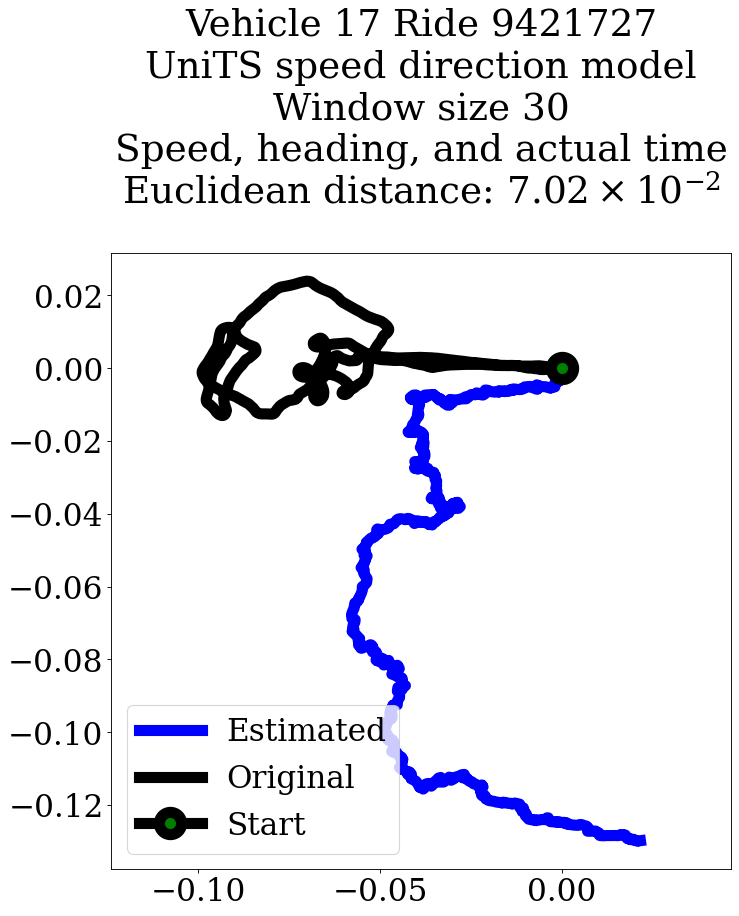 Vehicle 17 Ride 9421727
UniTS speed direction model
Window size 30
Speed, heading, and actual time
Euclidean distance: 7.02 × 10⁻²
0.02
0.00
−0.02
−0.04
−0.06
−0.08
−0.10
−0.12
Estimated
Original
Start
−0.10 −0.05 0.00